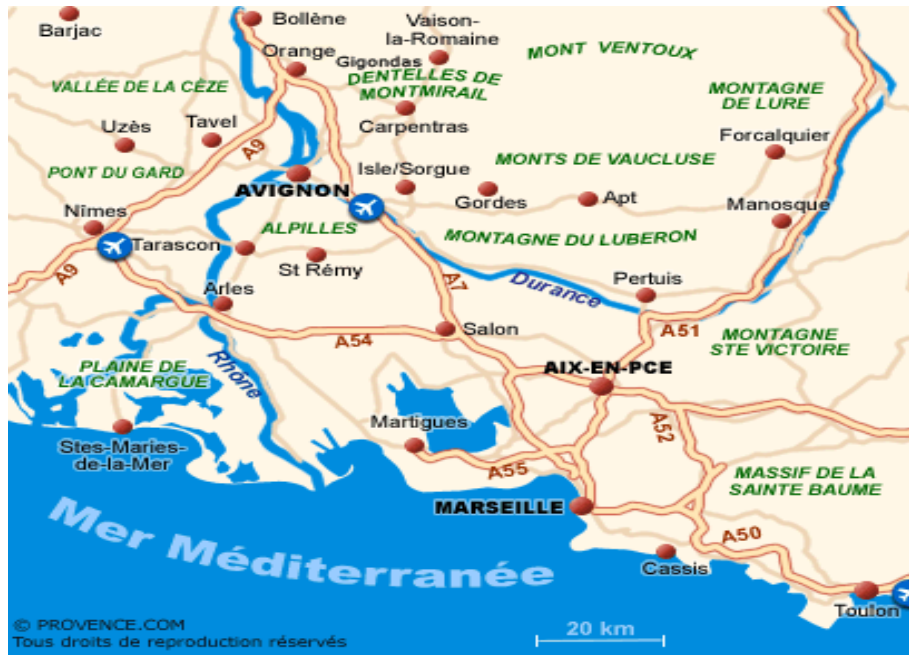 Bollène
Barjac
Vaison-
la-Romaine
MONT VENTOUX
Orange
Gigondas
DENTELLES DE
MONTMIRAIL
VALLÉE DE LA CÈZE
MONTAGNE
DE LURE
Uzès
Tavel
A9
Carpentras
Forcalquier
PONT DU GARD
Isle/Sorgue
MONTS DE VAUCLUSE
AVIGNON
Gordes
Apt
Manosque
Nîmes
ALPILLES
MONTAGNE DU LUBERON
Tarascon
St Rémy
A9
A7
Durance
Pertuis
Arles
A54
Salon
A51
MONTAGNE
STE VICTOIRE
PLAINE DE
LA CAMARGUE
Rhône
AIX-EN-PCE
Martigues
A52
Stes-Maries-
de-la-Mer
A55
MASSIF DE LA
SAINTE BAUME
MARSEILLE
A50
Mer Méditerranée
Cassis
Toulon
© PROVENCE.COM
Tous droits de reproduction réservés
20 km